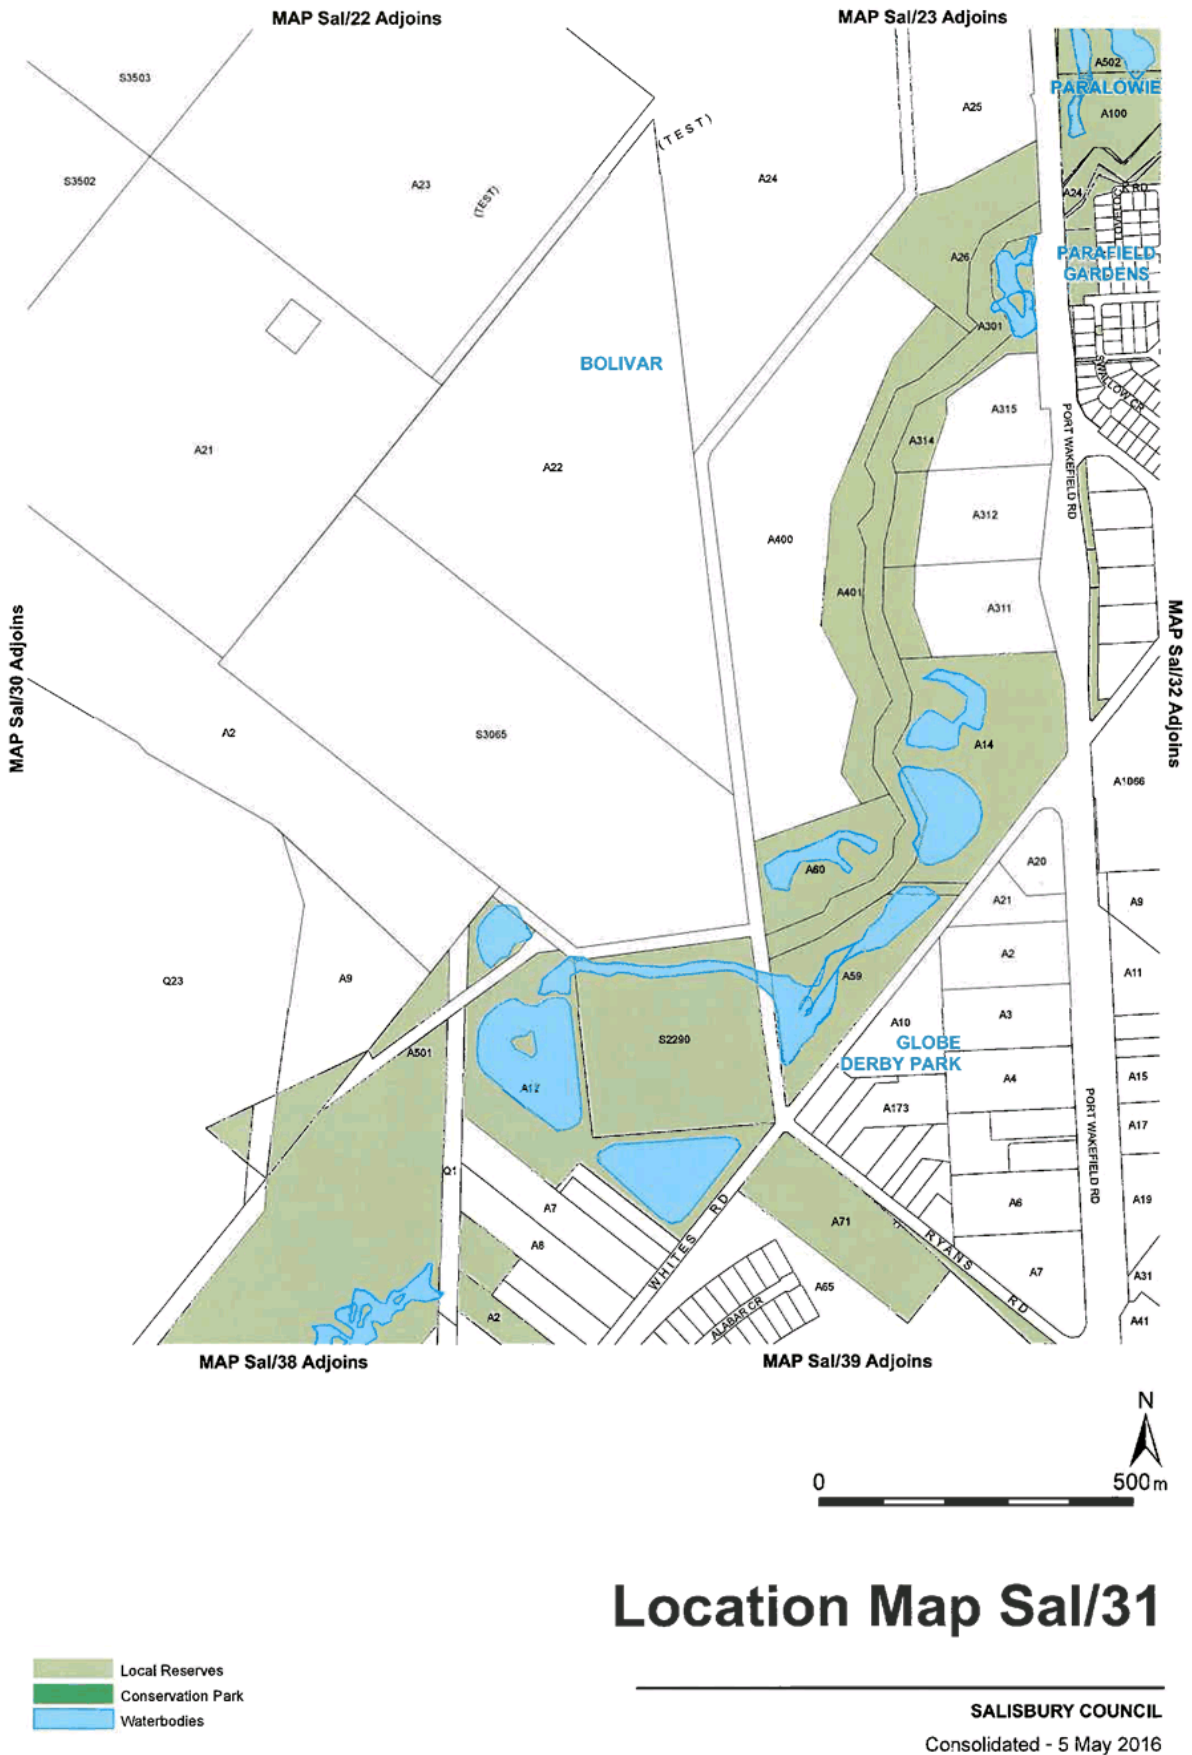 MAP Sal/22 Adjoins
MAP Sal/23 Adjoins
S3503
A502
PARALOWIE
A25
A100
(TEST)
S3502
A23
A24
A24
LOVELOCK RD
(TEST)
A26
PARAFIELD
GARDENS
A301
BOLIVAR
SWALLOW CR
A315
PORT WAKEFIELD RD
A314
A21
A22
A312
A400
A401
A311
MAP Sal/30 Adjoins
MAP Sal/32 Adjoins
A2
S3065
A14
A1066
A20
A60
A21
A9
A2
Q23
A9
A59
A11
A10
A3
GLOBE
DERBY PARK
S2290
A501
A12
A4
A15
A173
A17
PORT WAKEFIELD RD
Q1
A7
A6
A19
WHITES RD
A71
A8
RYANS RD
A7
A31
A65
A2
ALABAR CR
A41
MAP Sal/38 Adjoins
MAP Sal/39 Adjoins
N
0 500m
Location Map Sal/31
Local Reserves
Conservation Park
Waterbodies
SALISBURY COUNCIL
Consolidated - 5 May 2016